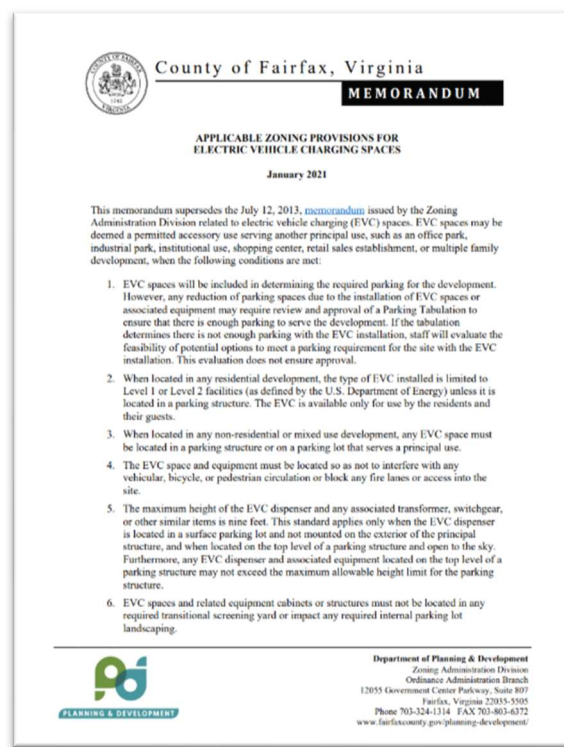 County of Fairfax, Virginia
MEMORANDUM
APPLICABLE ZONING PROVISIONS FOR
ELECTRIC VEHICLE CHARGING SPACES
January 2021
This memorandum supersedes the July 12, 2013, memorandum issued by the Zoning
Administration Division related to electric vehicle charging (EVC) spaces. EVC spaces may be
deemed a permitted accessory use serving another principal use, such as an office park,
industrial park, institutional use, shopping center, retail sales establishment, or multiple family
development, when the following conditions are met:
1. EVC spaces will be included in determining the required parking for the development.
However, any reduction of parking spaces due to the installation of EVC spaces or
associated equipment may require review and approval of a Parking Tabulation to
ensure that there is enough parking to serve the development. If the tabulation
determines there is not enough parking with the EVC installation, staff will evaluate the
feasibility of potential options to meet a parking requirement for the site with the EVC
installation. This evaluation does not ensure approval.
2. When located in any residential development, the type of EVC installed is limited to
Level 1 or Level 2 facilities (as defined by the U.S. Department of Energy) unless it is
located in a parking structure. The EVC is available only for use by the residents and
their guests.
3. When located in any non-residential or mixed use development, any EVC space must
be located in a parking structure or on a parking lot that serves a principal use.
4. The EVC space and equipment must be located so as not to interfere with any
vehicular, bicycle, or pedestrian circulation or block any fire lanes or access into the
site.
5. The maximum height of the EVC dispenser and any associated transformer, switchgear,
or other similar items is nine feet. This standard applies only when the EVC dispenser
is located in a surface parking lot and not mounted on the exterior of the principal
structure, and when located on the top level of a parking structure and open to the sky.
Furthermore, any EVC dispenser and associated equipment located on the top level of a
parking structure may not exceed the maximum allowable height limit for the parking
structure.
6. EVC spaces and related equipment cabinets or structures must not be located in any
required transitional screening yard or impact any required internal parking lot
landscaping.
PLANNING & DEVELOPMENT
Department of Planning & Development
Zoning Administration Division
Ordinance Administration Branch
12055 Government Center Parkway, Suite 807
Fairfax, Virginia 22035-5505
Phone 703-324-1314 FAX 703-803-6372
www.fairfaxcounty.gov/planning-development/